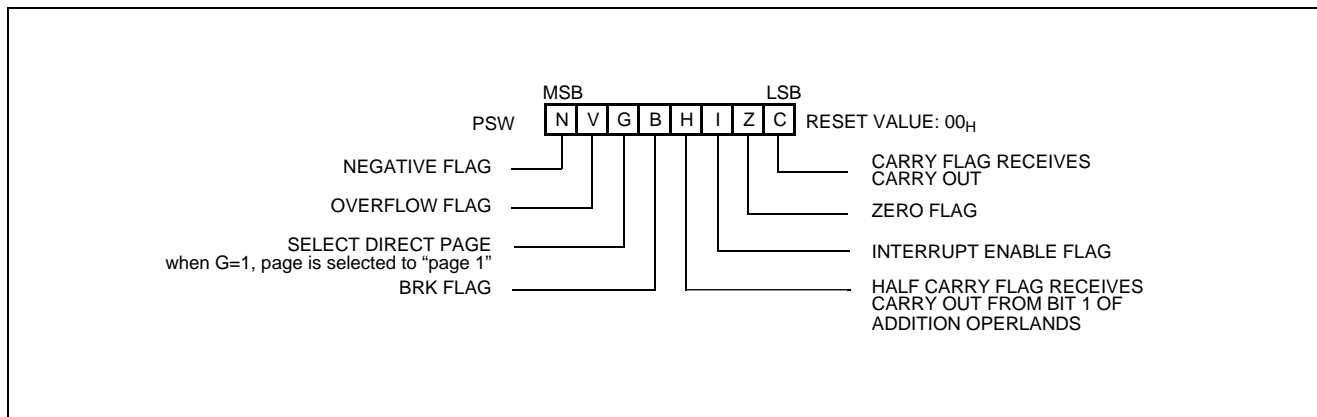 MSB LSB
PSW N V G B H I Z C RESET VALUE: 00H
NEGATIVE FLAG
OVERFLOW FLAG
SELECT DIRECT PAGE
when G=1, page is selected to “page 1”
BRK FLAG
CARRY FLAG RECEIVES
CARRY OUT
ZERO FLAG
INTERRUPT ENABLE FLAG
HALF CARRY FLAG RECEIVES
CARRY OUT FROM BIT 1 OF
ADDITION OPERLANDS